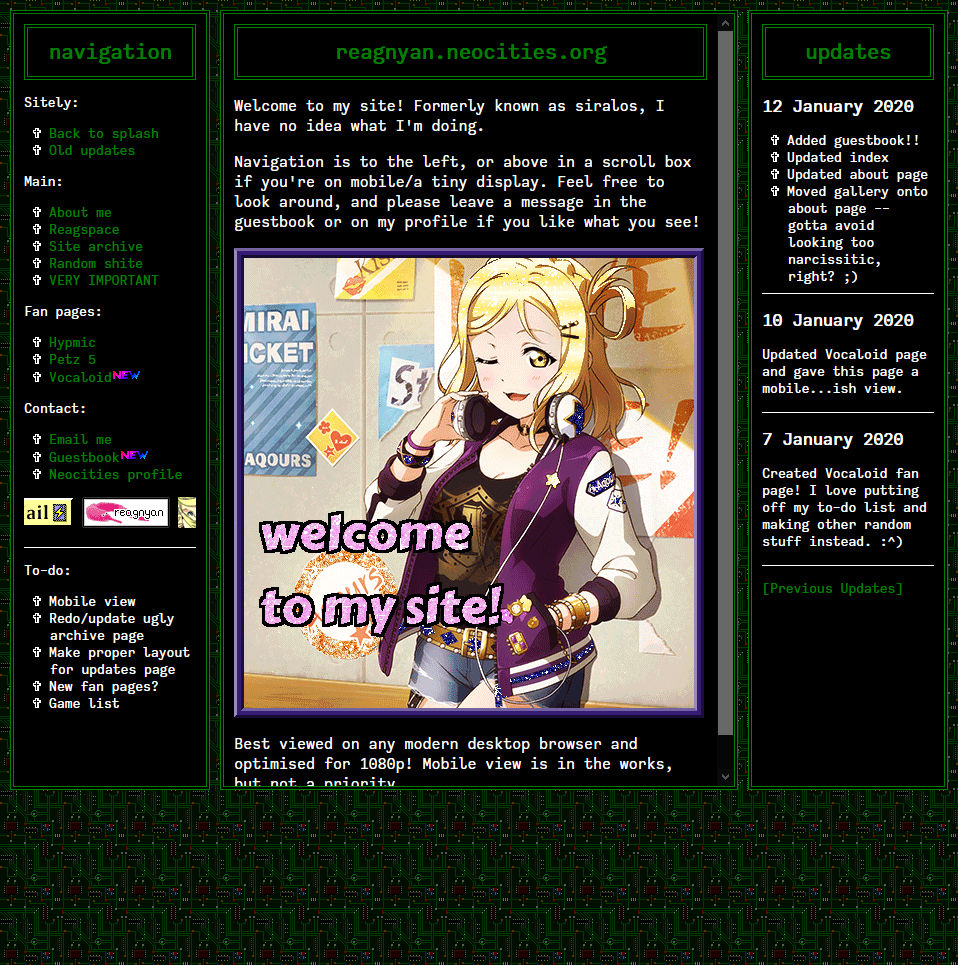 navigation
Sitely:
✞ Back to splash
✞ Old updates
Main:
✞ About me
✞ Reagspace
✞ Site archive
✞ Random shite
✞ VERY IMPORTANT
Fan pages:
✞ Hypmic
✞ Petz 5
✞ Vocaloid NEW
Contact:
✞ Email me
✞ Guestbook NEW
✞ Neocities profile
ail
reagnyan
To-do:
✞ Mobile view
✞ Redo/update ugly
archive page
✞ Make proper layout
for updates page
✞ New fan pages?
✞ Game list
reagnyan.neocities.org
Welcome to my site! Formerly known as siralos, I
have no idea what I'm doing.
Navigation is to the left, or above in a scroll box
if you're on mobile/a tiny display. Feel free to
look around, and please leave a message in the
guestbook or on my profile if you like what you see!
MIRAI
ICKET
AQOURS
welcome
to my site!
Best viewed on any modern desktop browser and
optimised for 1080p! Mobile view is in the works,
but not a priority
updates
12 January 2020
✞ Added guestbook!!
✞ Updated index
✞ Updated about page
✞ Moved gallery onto
about page --
gotta avoid
looking too
narcissitic,
right? ;)
10 January 2020
Updated Vocaloid page
and gave this page a
mobile...ish view.
7 January 2020
Created Vocaloid fan
page! I love putting
off my to-do list and
making other random
stuff instead. :^)
[Previous Updates]